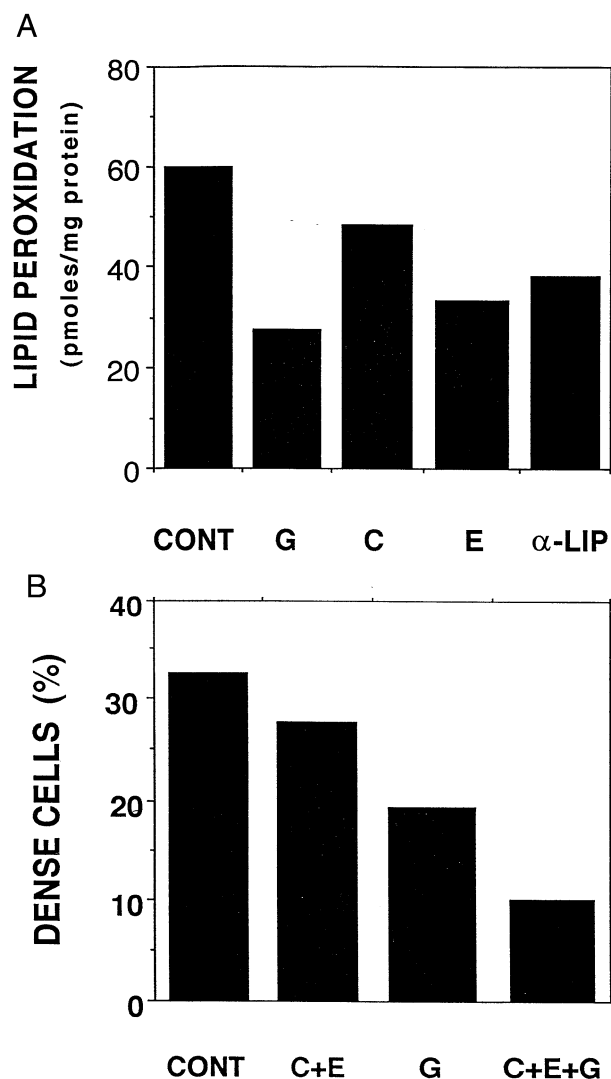 A
LIPID PEROXIDATION
(pmoles/mg protein)
80
60
40
20
0
CONT G C E α-LIP
B
DENSE CELLS (%)
40
30
20
10
0
CONT C+E G C+E+G